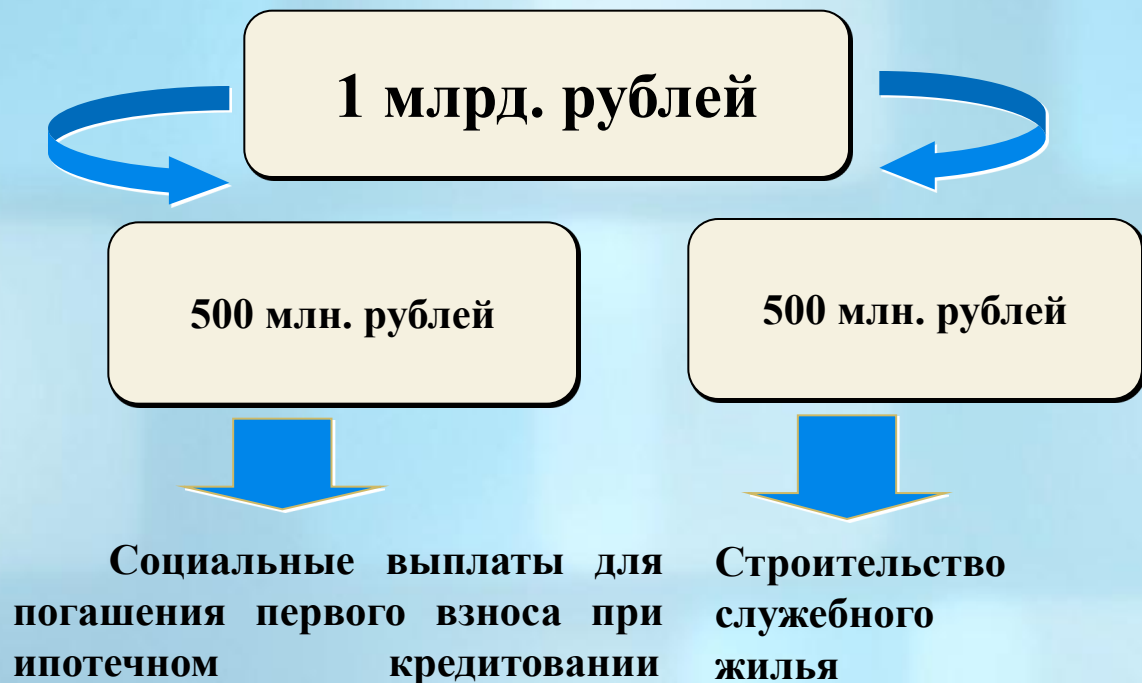 1 млрд. рублей
500 млн. рублей
500 млн. рублей
Социальные выплаты для
погашения первого взноса при
ипотечном кредитовании
Строительство
служебного
жилья